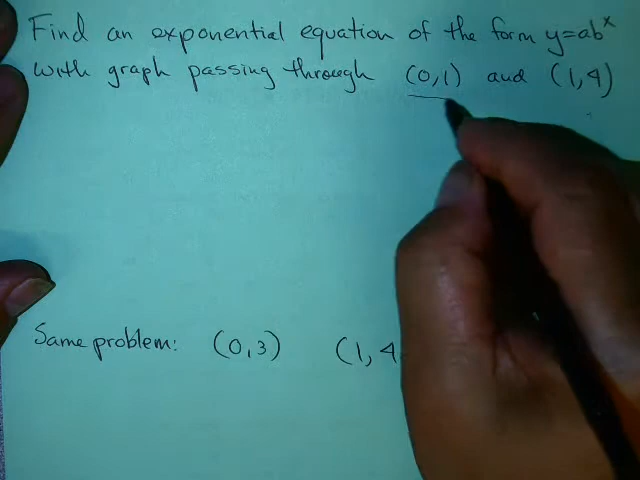 Find an exponential equation of the form y=abˣ
with graph passing through (0,1) and (1,4)
Same problem: (0,3) (1,4